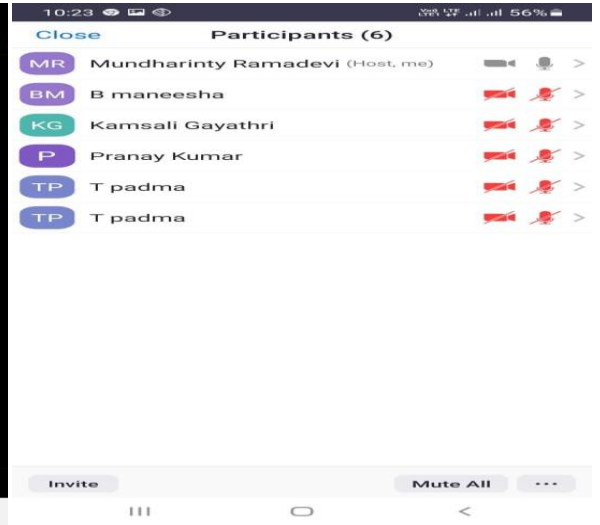 10:23 56%
Close Participants (6)
MR Mundharinty Ramadevi (Host, me)
BM B maneesha
KG Kamsali Gayathri
P Pranay Kumar
TP T padma
TP T padma
Invite Mute All ...